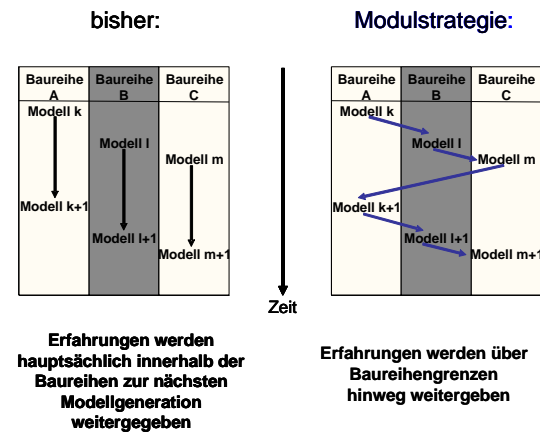 bisher:
Baureihe Baureihe Baureihe
A B C
Modell k
Modell l
Modell m
Modell k+1
Modell l+1
Modell m+1
Erfahrungen werden
hauptsächlich innerhalb der
Baureihen zur nächsten
Modellgeneration
weitergegeben
Zeit
Modulstrategie:
Baureihe Baureihe Baureihe
A B C
Modell k
Modell l
Modell m
Modell k+1
Modell l+1
Modell m+1
Erfahrungen werden über
Baureihengrenzen
hinweg weitergeben